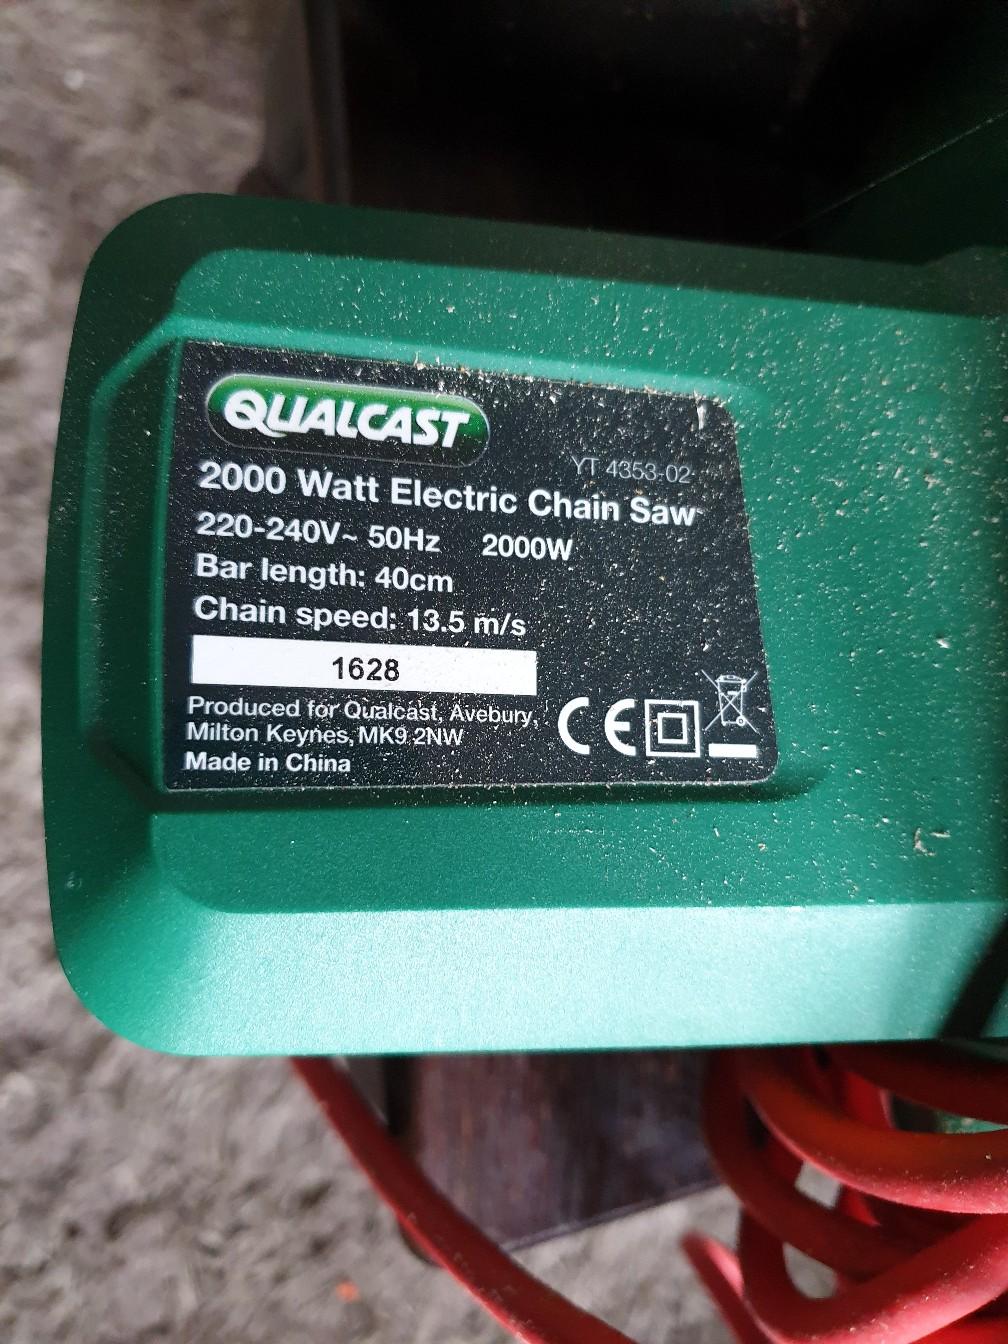 QUALCAST
YT 4353-02
2000 Watt Electric Chain Saw
220-240V~ 50Hz 2000W
Bar length: 40cm
Chain speed: 13.5 m/s
1628
Produced for Qualcast, Avebury,
Milton Keynes, MK9 2NW
Made in China
CE